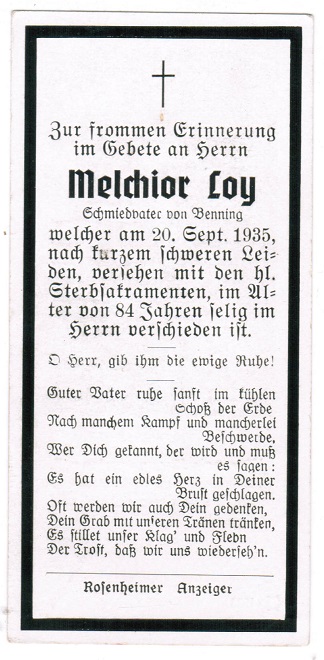 Zur frommen Erinnerung
im Gebete an Herrn
Melchior Loy
Schmiedvater von Benning
welcher am 20. Sept. 1935,
nach kurzem schweren Lei-
den, versehen mit den hl.
Sterbsakramenten, im Al-
ter von 84 Jahren selig im
Herrn verschieden ist.
O Herr, gib ihm die ewige Ruhe!
Guter Vater ruhe sanft im kühlen
Schoß der Erde
Nach manchem Kampf und mancherlei
Beschwerde,
Wer Dich gekannt, der wird und muß
es sagen:
Es hat ein edles Herz in Deiner
Brust geschlagen.
Oft werden wir auch Dein gedenken,
Dein Grab mit unseren Tränen tränken,
Es stillet unser Klag' und Flehn
Der Trost, daß wir uns wiederseh'n.
Rosenheimer Anzeiger